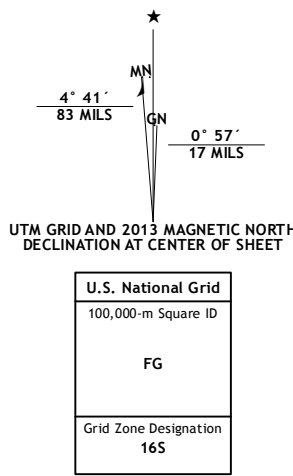 ★
MN
4° 41´
83 MILS
GN
0° 57´
17 MILS
UTM GRID AND 2013 MAGNETIC NORTH
DECLINATION AT CENTER OF SHEET
U.S. National Grid
100,000-m Square ID
FG
Grid Zone Designation
16S